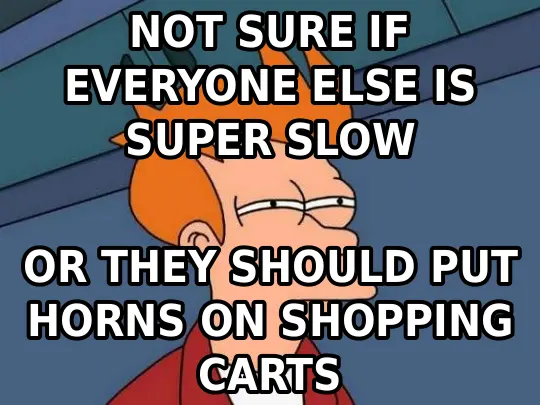 NOT SURE IF
EVERYONE ELSE IS
SUPER SLOW
OR THEY SHOULD PUT
HORNS ON SHOPPING
CARTS